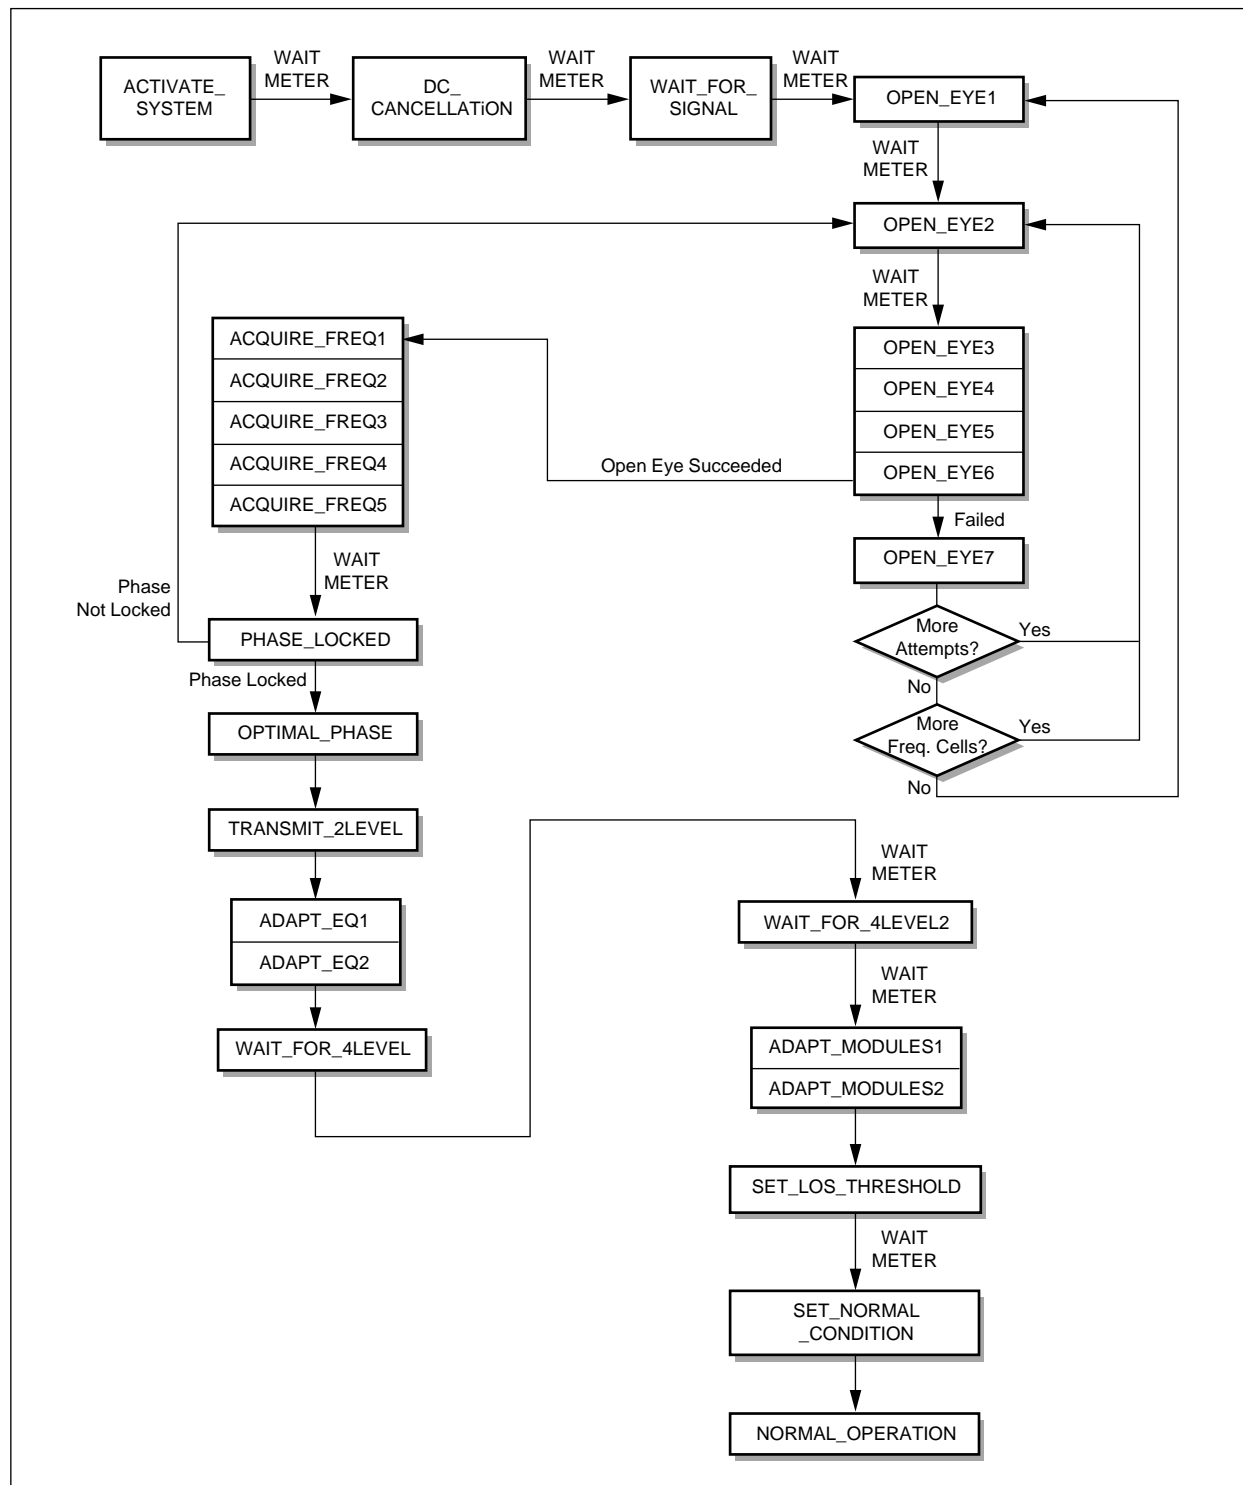 ACTIVATE_
SYSTEM
WAIT
METER
DC_
CANCELLATiON
WAIT
METER
WAIT_FOR_
SIGNAL
WAIT
METER
OPEN_EYE1
WAIT
METER
OPEN_EYE2
WAIT
METER
OPEN_EYE3
OPEN_EYE4
OPEN_EYE5
OPEN_EYE6
Open Eye Succeeded
Failed
OPEN_EYE7
More
Attempts?
Yes
No
More
Freq. Cells?
Yes
No
ACQUIRE_FREQ1
ACQUIRE_FREQ2
ACQUIRE_FREQ3
ACQUIRE_FREQ4
ACQUIRE_FREQ5
WAIT
METER
Phase
Not Locked
PHASE_LOCKED
Phase Locked
OPTIMAL_PHASE
TRANSMIT_2LEVEL
ADAPT_EQ1
ADAPT_EQ2
WAIT_FOR_4LEVEL
WAIT
METER
WAIT_FOR_4LEVEL2
WAIT
METER
ADAPT_MODULES1
ADAPT_MODULES2
SET_LOS_THRESHOLD
WAIT
METER
SET_NORMAL
_CONDITION
NORMAL_OPERATION